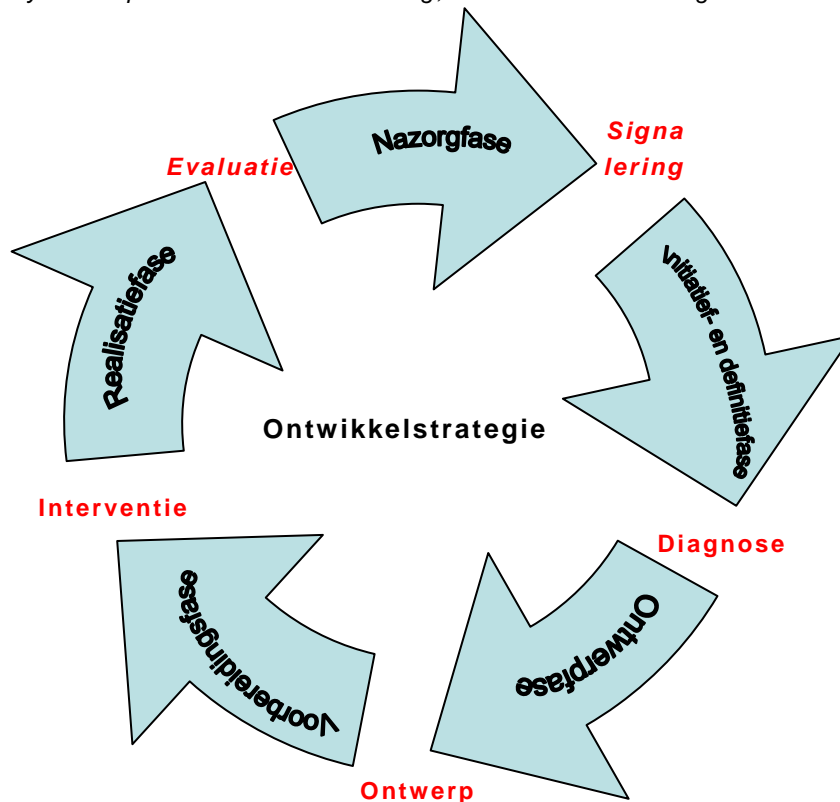 Nazorgfase
Signa
lering
Evaluatie
Initiatief- en definitiefase
Realisatiefase
Ontwikkelstrategie
Interventie
Diagnose
Ontwerpfase
Voorbereidingsfase
Ontwerp